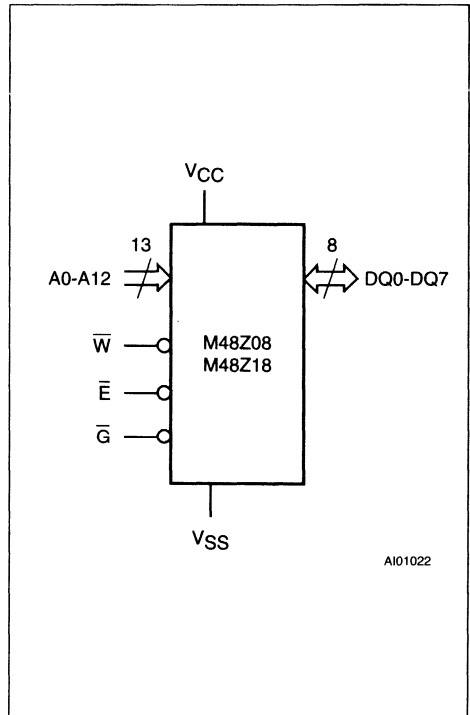 VCC
13
8
A0-A12
DQ0-DQ7
W̅
M48Z08
M48Z18
E̅
G̅
VSS
AI01022